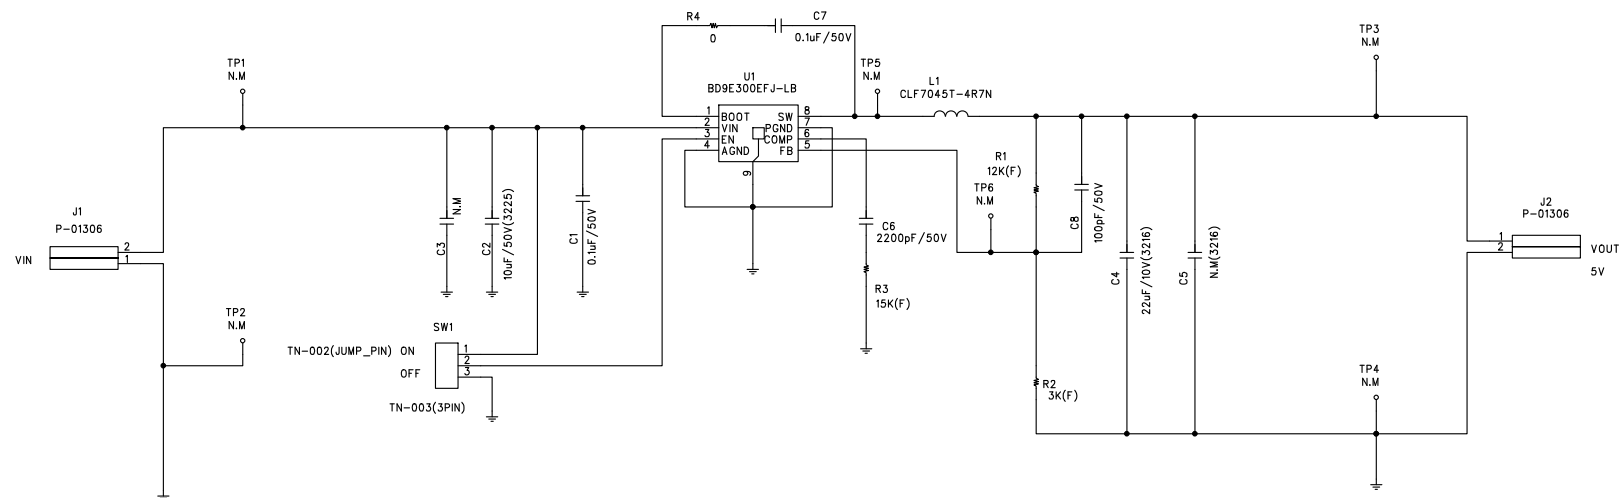 R4
0
C7
0.1uF/50V
TP1
N.M
TP5
N.M
TP3
N.M
U1
BD9E300EFJ-LB
L1
CLF7045T-4R7N
1 BOOT
2 VIN
3 EN
4 AGND
SW 8
PGND 7
COMP 6
FB 5
9
J1
P-01306
VIN
2
1
C3
N.M
C2
10uF/50V(3225)
C1
0.1uF/50V
C6
2200pF/50V
R3
15K(F)
R1
12K(F)
TP6
N.M
C8
100pF/50V
C4
22uF/10V(3216)
C5
N.M(3216)
J2
P-01306
1
2
VOUT
5V
TP2
N.M
SW1
TN-002(JUMP_PIN) ON
OFF
1
2
3
TN-003(3PIN)
R2
3K(F)
TP4
N.M